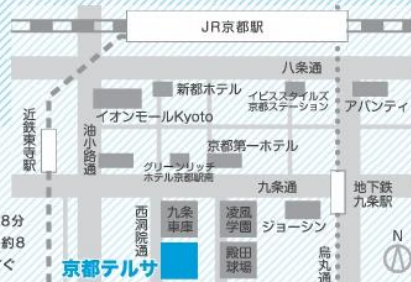 JR京都駅
八条通
新都ホテル
イビススタイルズ
京都ステーション
アバンティ
イオンモールKyoto
近鉄東寺駅
油小路通
京都第一ホテル
グリーンリッチ
ホテル京都駅南
九条通
地下鉄
九条駅
西洞院通
九条
車庫
凌風
学園
ジョーシン
烏丸通
殿田
球場
京都テルサ
8分
約8
ぐ
N